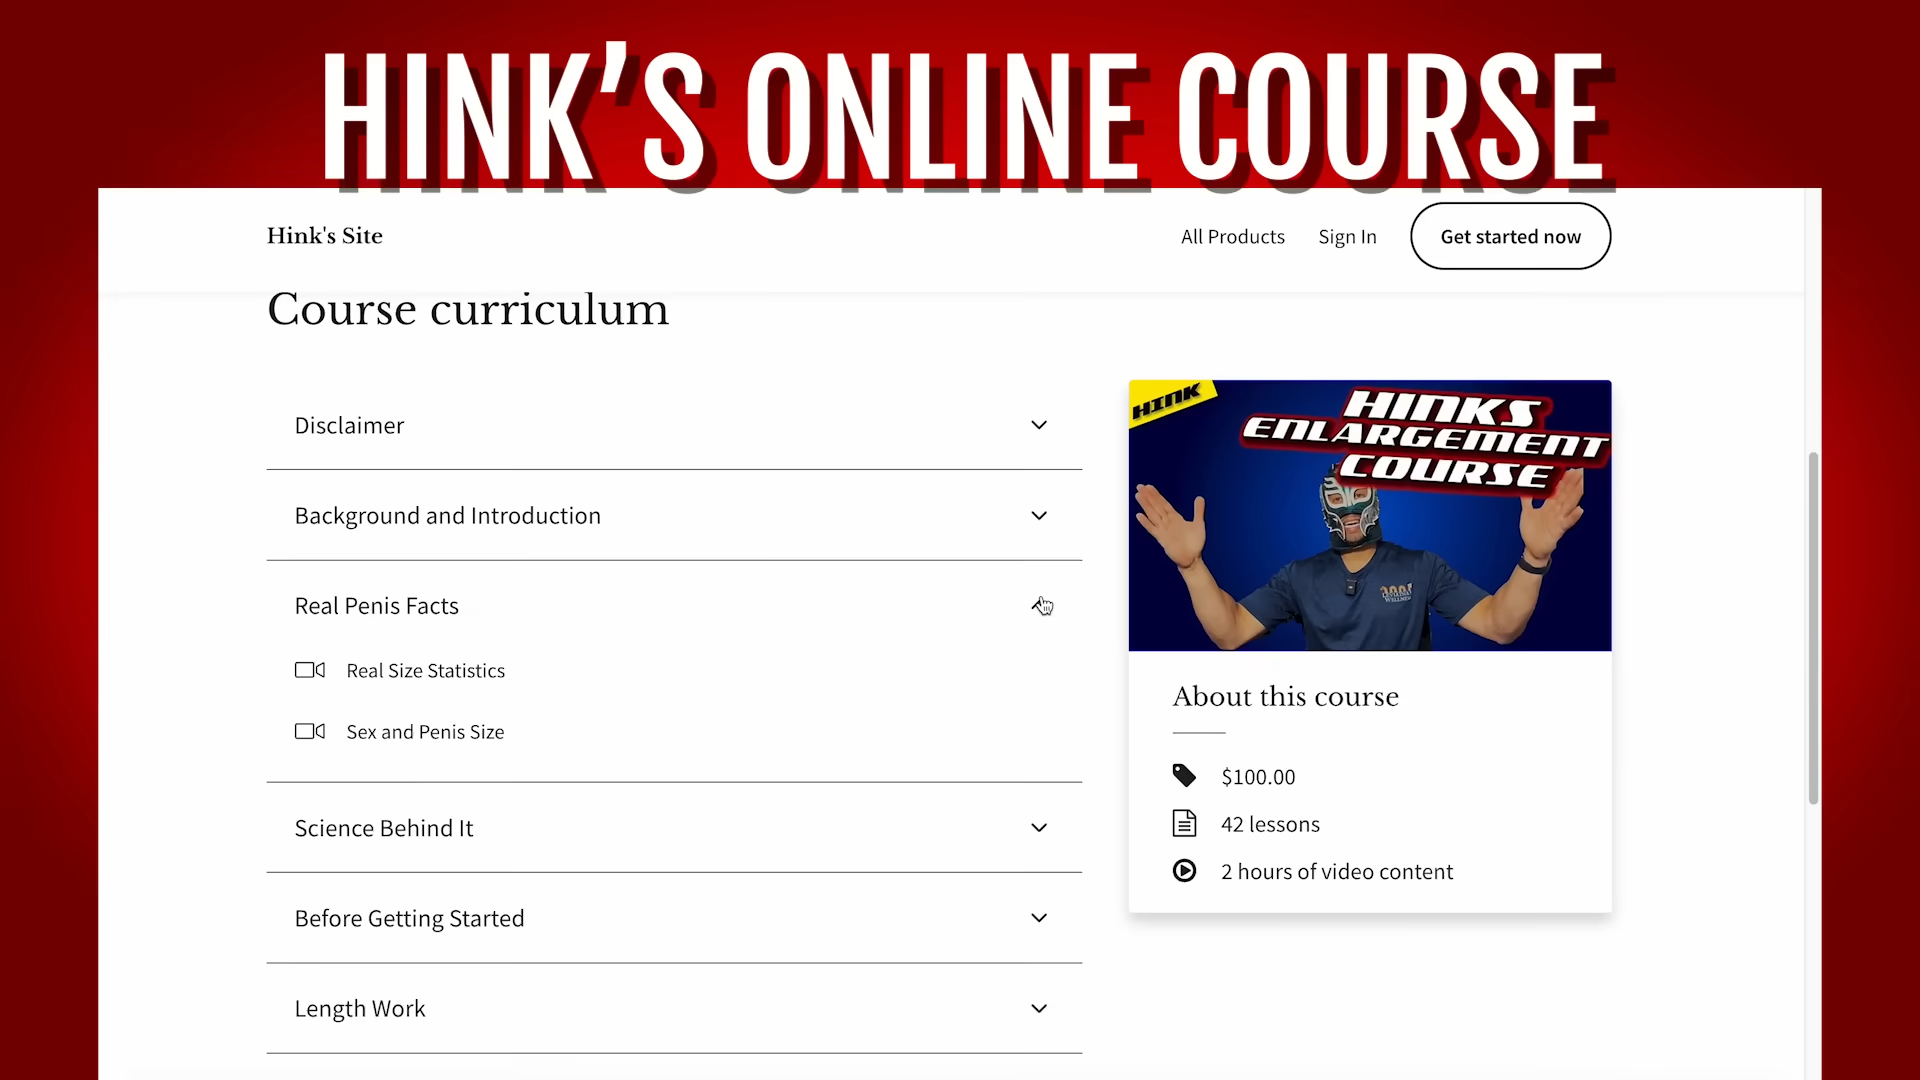 HINK'S ONLINE COURSE
Hink's Site
All Products
Sign In
Get started now
Course curriculum
Disclaimer
Background and Introduction
Real Penis Facts
Real Size Statistics
Sex and Penis Size
Science Behind It
Before Getting Started
Length Work
HINK
HINKS
ENLARGEMENT
COURSE
WELLNESS
About this course
$100.00
42 lessons
2 hours of video content